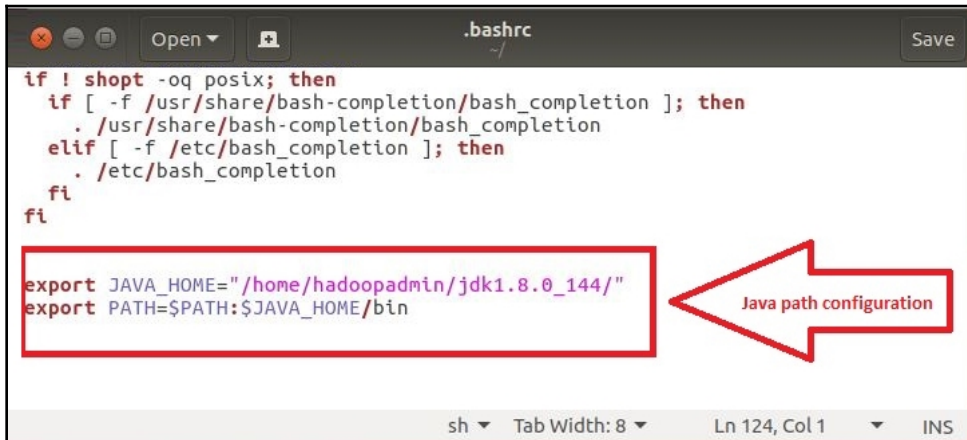 Open
.bashrc
~/
Save
if ! shopt -oq posix; then
  if [ -f /usr/share/bash-completion/bash_completion ]; then
    . /usr/share/bash-completion/bash_completion
  elif [ -f /etc/bash_completion ]; then
    . /etc/bash_completion
  fi
fi
export JAVA_HOME="/home/hadoopadmin/jdk1.8.0_144/"
export PATH=$PATH:$JAVA_HOME/bin
Java path configuration
sh Tab Width: 8 Ln 124, Col 1 INS